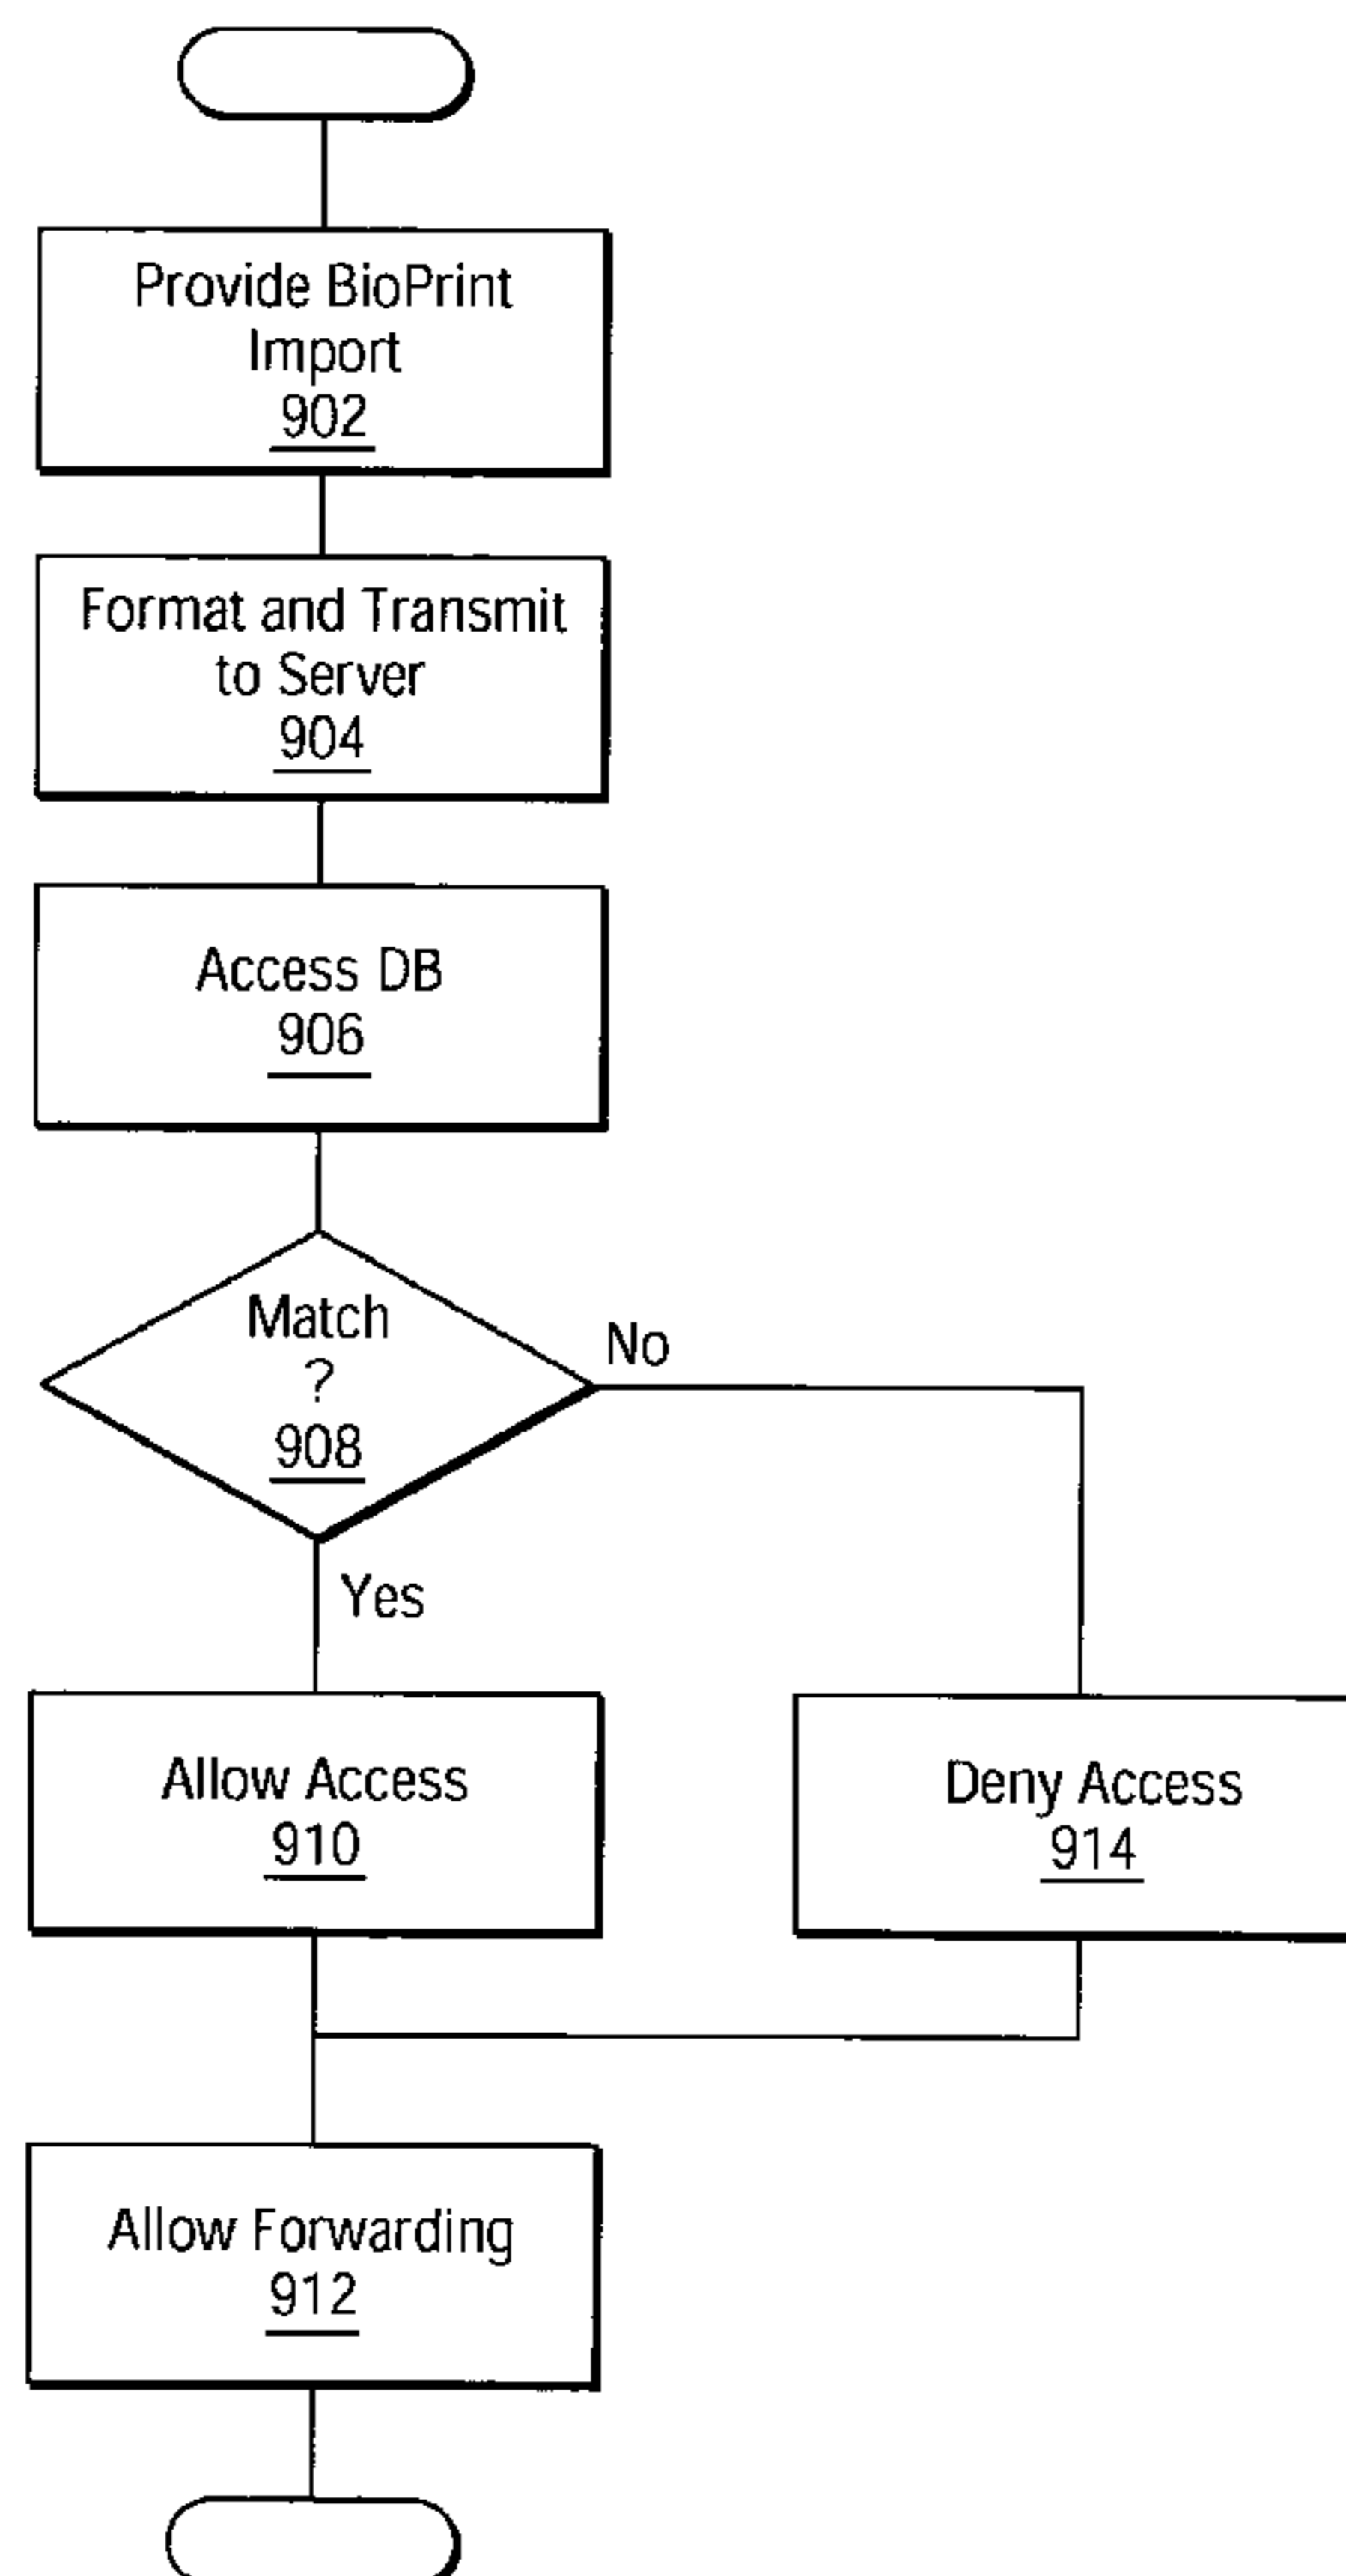 Provide BioPrint
Import
902
Format and Transmit
to Server
904
Access DB
906
Match
?
908
No
Yes
Allow Access
910
Deny Access
914
Allow Forwarding
912